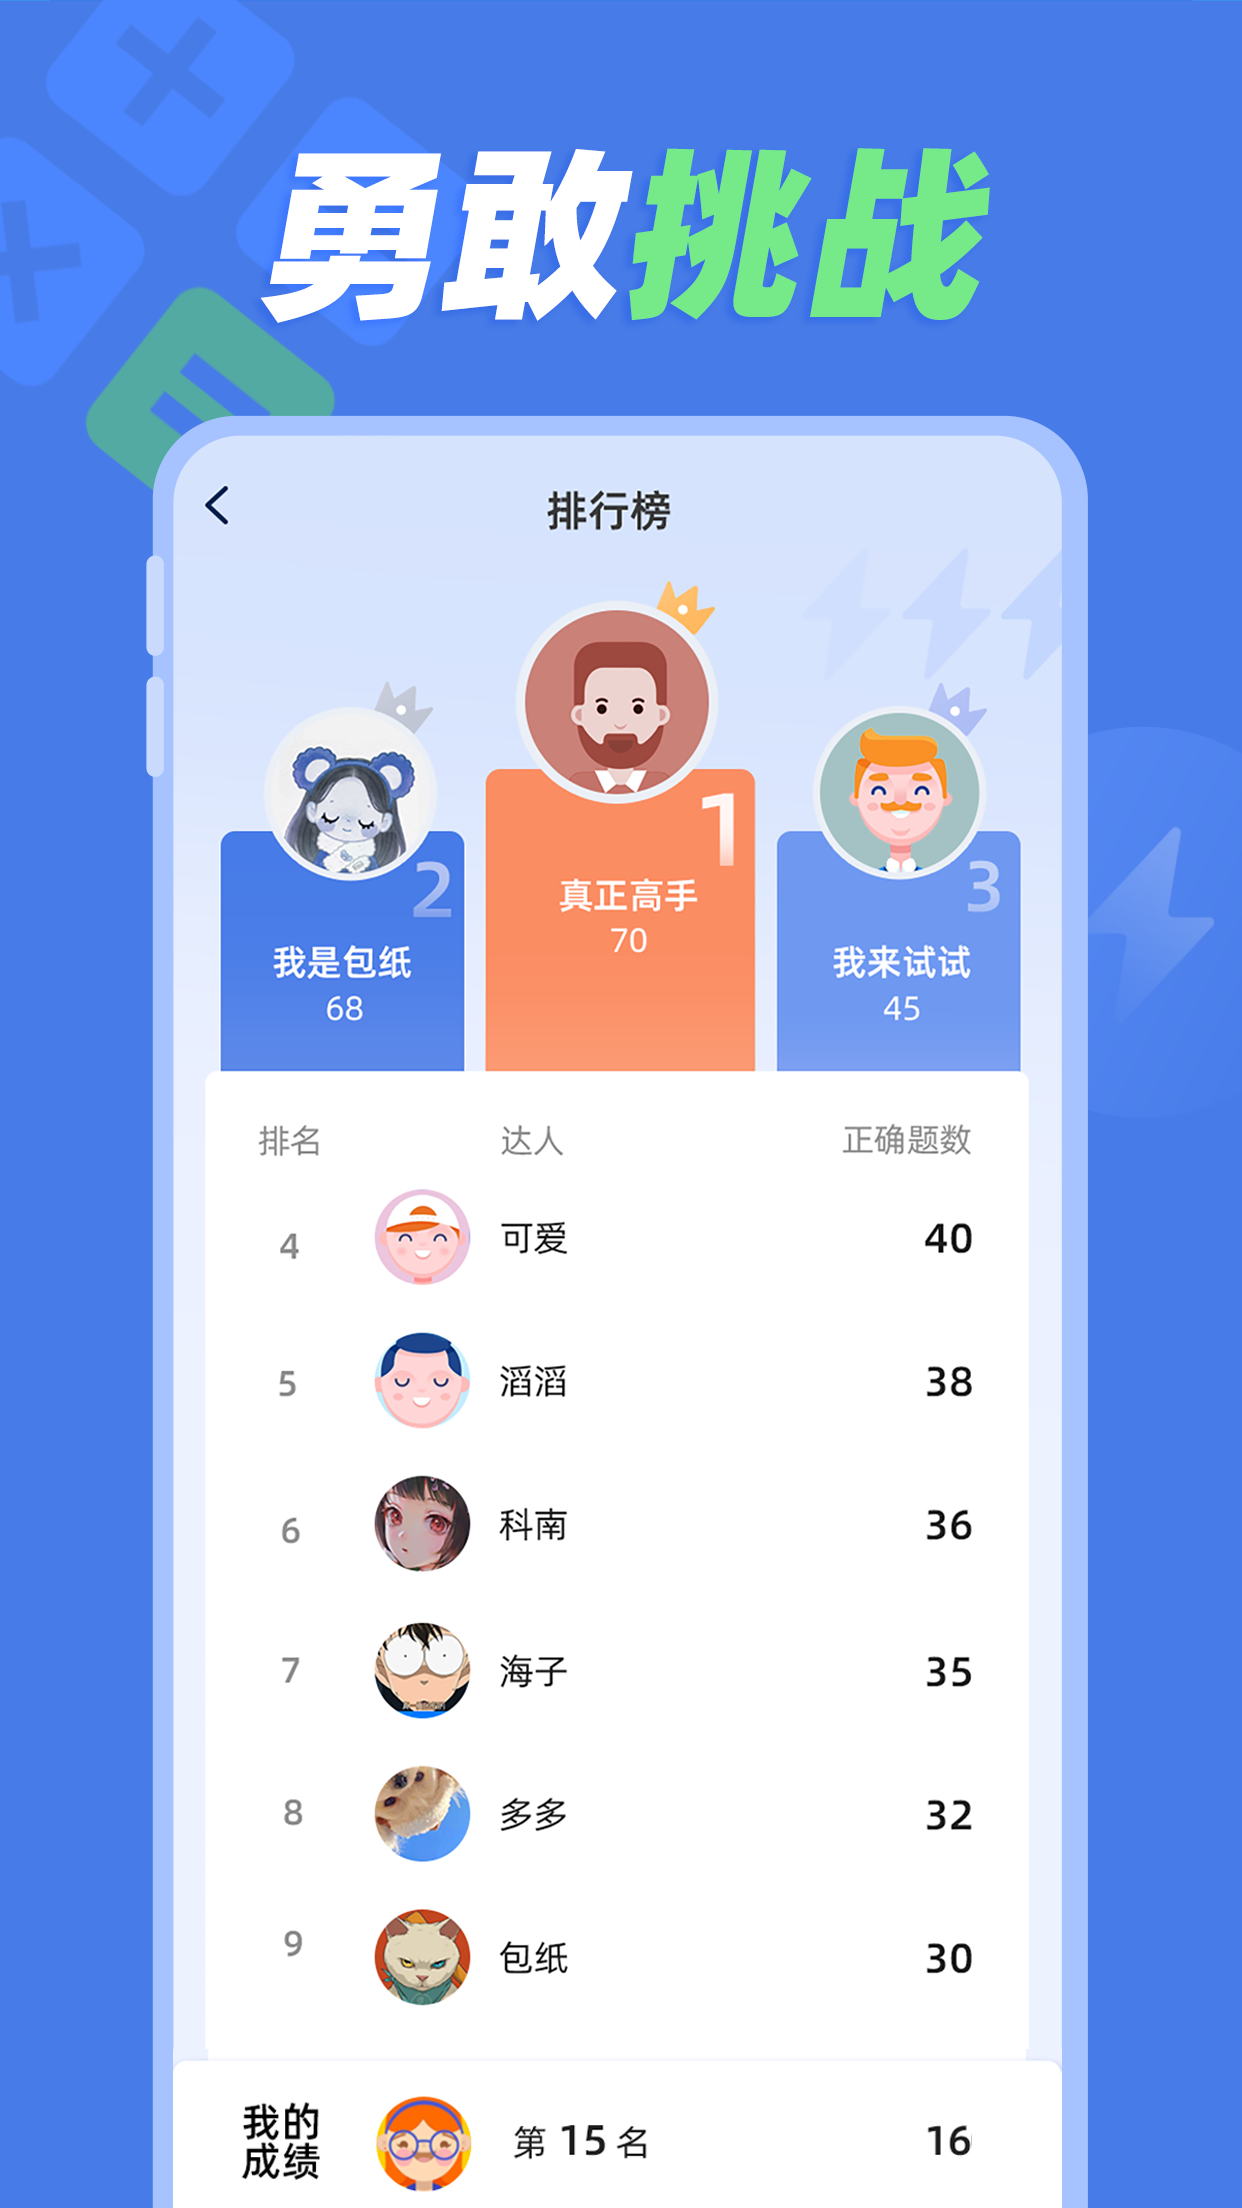 勇敢挑战
排行榜
1
真正高手
70
2
我是包纸
68
3
我来试试
45
排名 达人 正确题数
4 可爱 40
5 滔滔 38
6 科南 36
7 海子 35
8 多多 32
9 包纸 30
我的
成绩
第 15 名 16